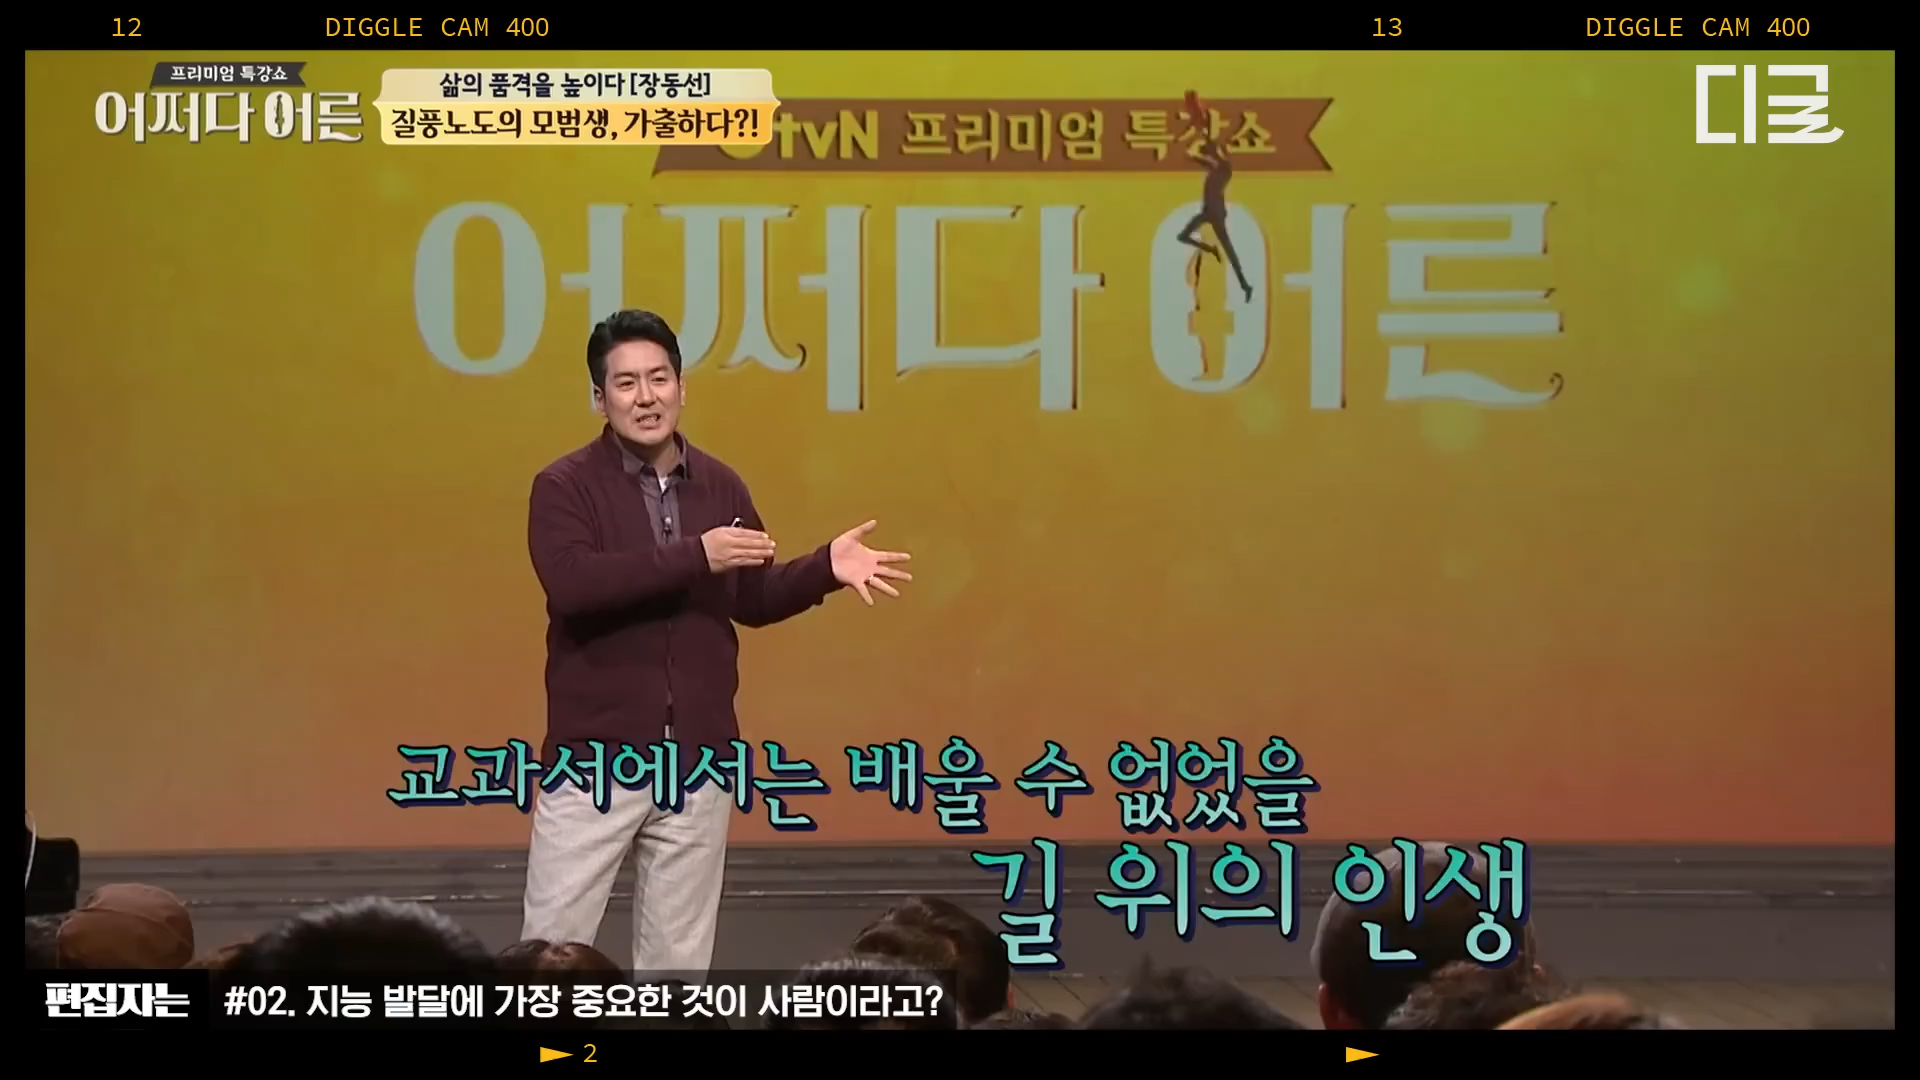 12 DIGGLE CAM 400 13 DIGGLE CAM 400
프리미엄 특강쇼
어쩌다 어른
삶의 품격을 높이다 [장동선]
질풍노도의 모범생, 가출하다?!
디글
tvN 프리미엄 특강쇼
어쩌다 어른
교과서에서는 배울 수 없었을
길 위의 인생
편집자는 #02. 지능 발달에 가장 중요한 것이 사람이라고?
2